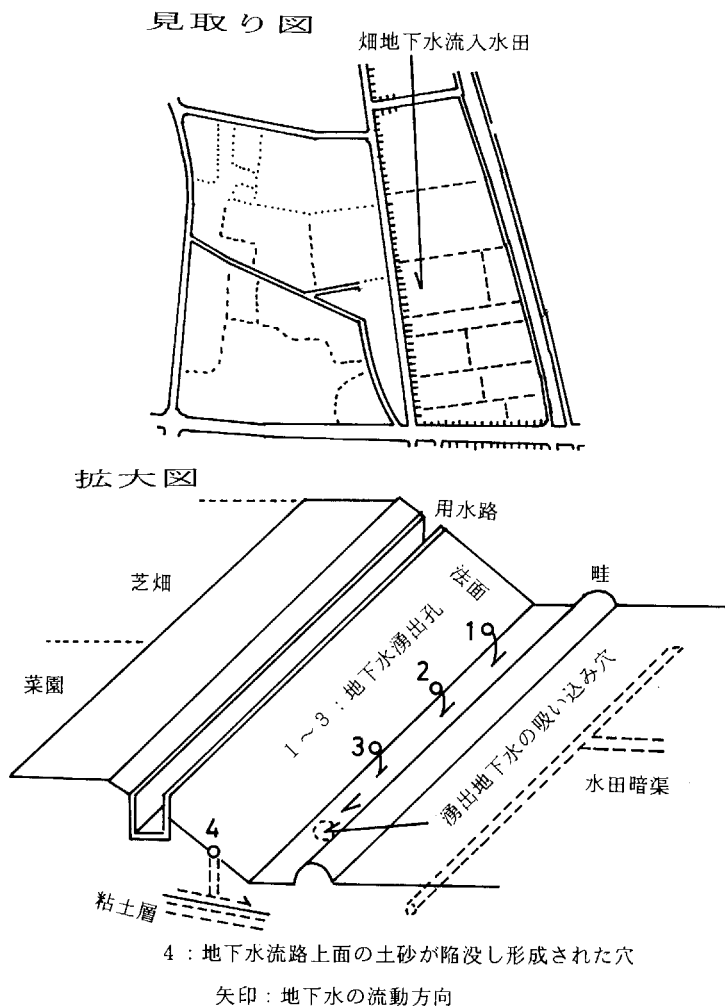 見取り図
畑地下水流入水田
拡大図
用水路
芝畑
法面
畦
菜園
1
2
3
1～3：地下水湧出孔
湧出地下水の吸い込み穴
水田暗渠
4
粘土層
4：地下水流路上面の土砂が陥没し形成された穴
矢印：地下水の流動方向